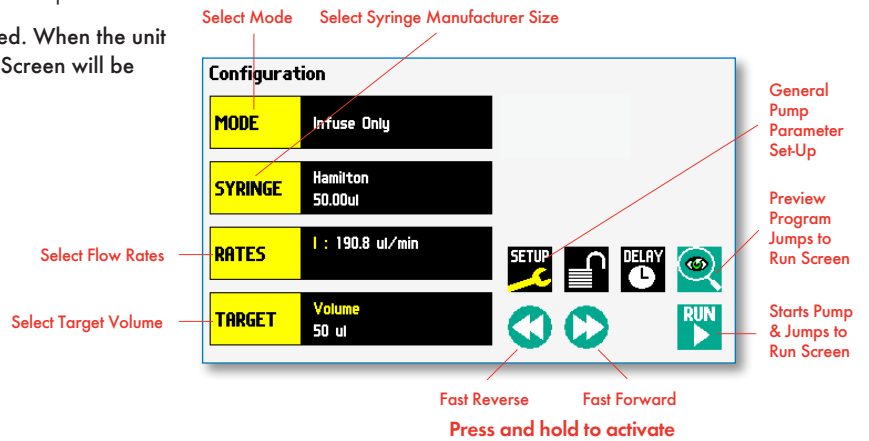 ed. When the unit
Screen will be
Select Mode
Select Syringe Manufacturer Size
Configuration
MODE
Infuse Only
SYRINGE
Hamilton
50.00ul
RATES
I : 190.8 ul/min
TARGET
Volume
50 ul
SETUP
DELAY
RUN
Select Flow Rates
Select Target Volume
General
Pump
Parameter
Set-Up
Preview
Program
Jumps to
Run Screen
Starts Pump
& Jumps to
Run Screen
Fast Reverse
Fast Forward
Press and hold to activate